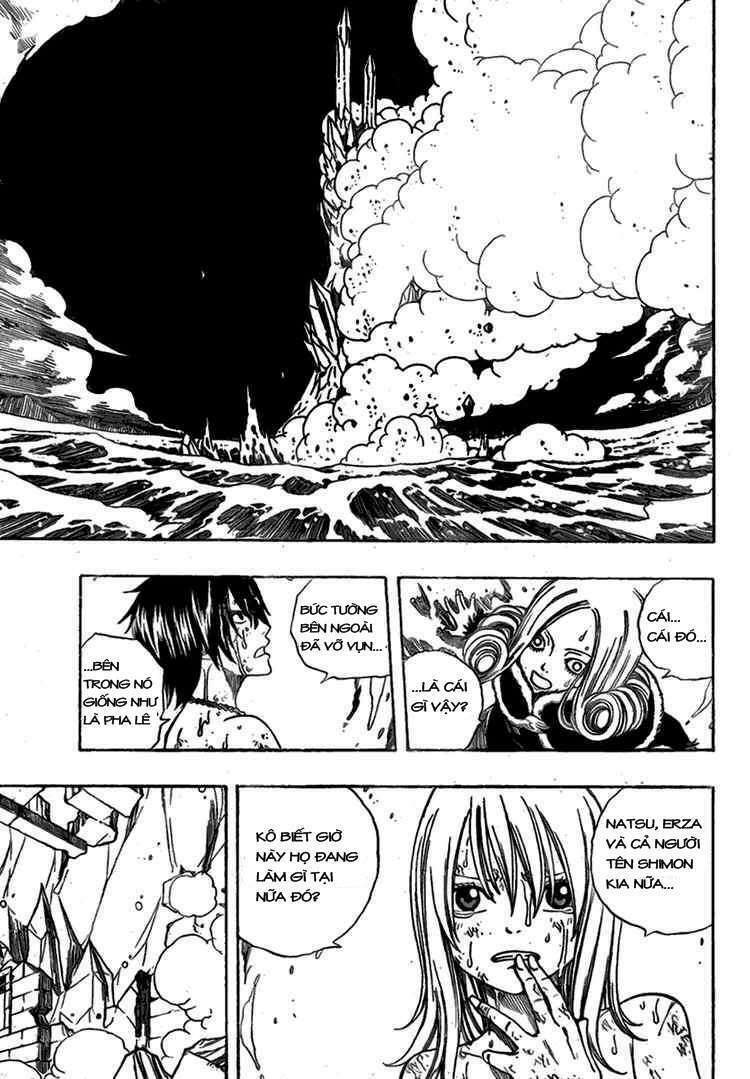 CÁI...
CÁI ĐÓ...
...LÀ CÁI
GÌ VẬY?
BỨC TƯỜNG
BÊN NGOÀI
ĐÃ VỠ VỤN...
...BÊN
TRONG NÓ
GIỐNG NHƯ
LÀ PHA LÊ
NATSU, ERZA
VÀ CẢ NGƯỜI
TÊN SHIMON
KIA NỮA...
KÔ BIẾT GIỜ
NÀY HỌ ĐANG
LÀM GÌ TẠI
NỮA ĐÓ?